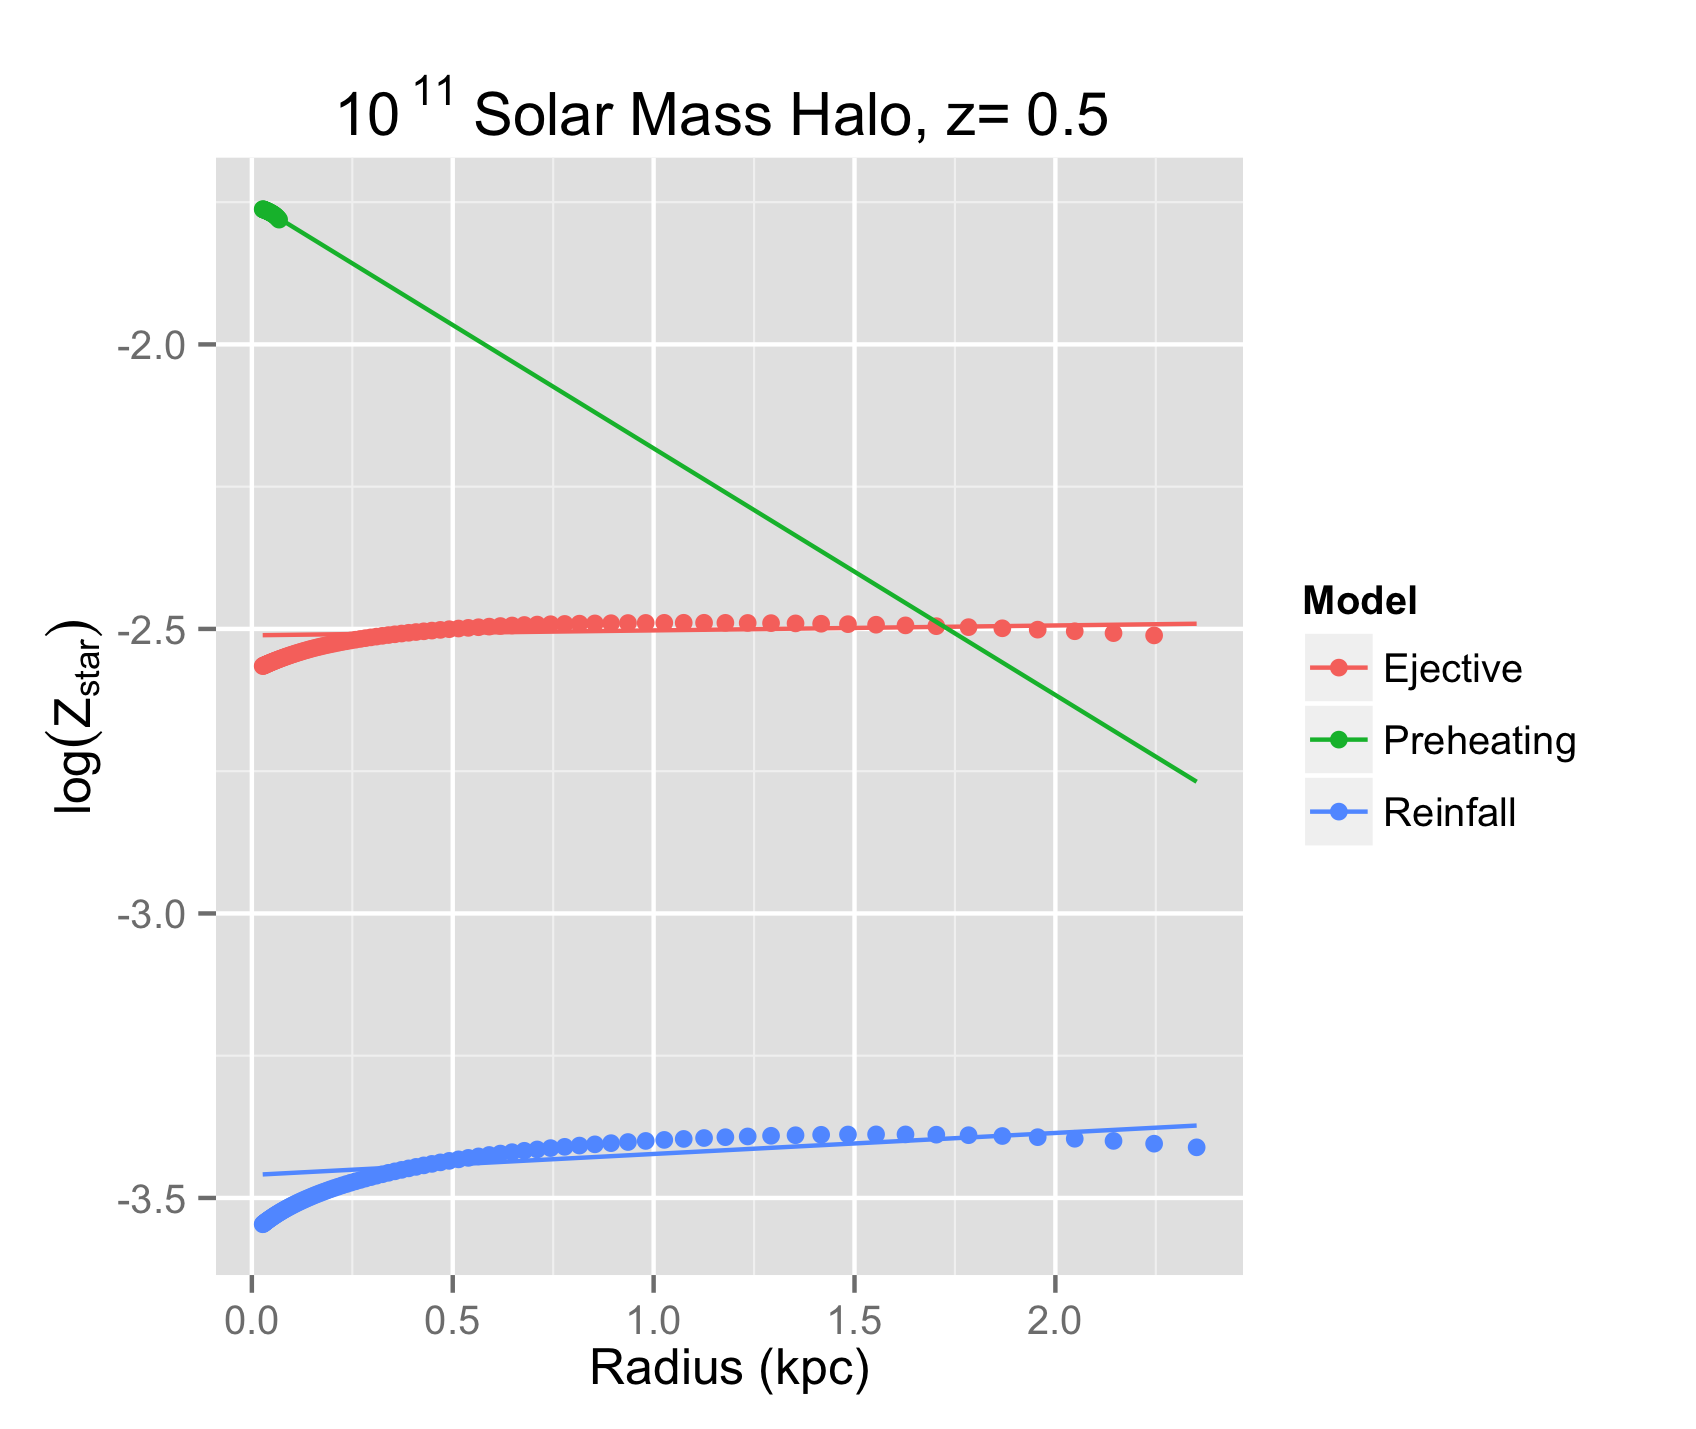 10 11 Solar Mass Halo, z= 0.5
log(Zstar)
-2.0
-2.5
-3.0
-3.5
0.0 0.5 1.0 1.5 2.0
Radius (kpc)
Model
Ejective
Preheating
Reinfall